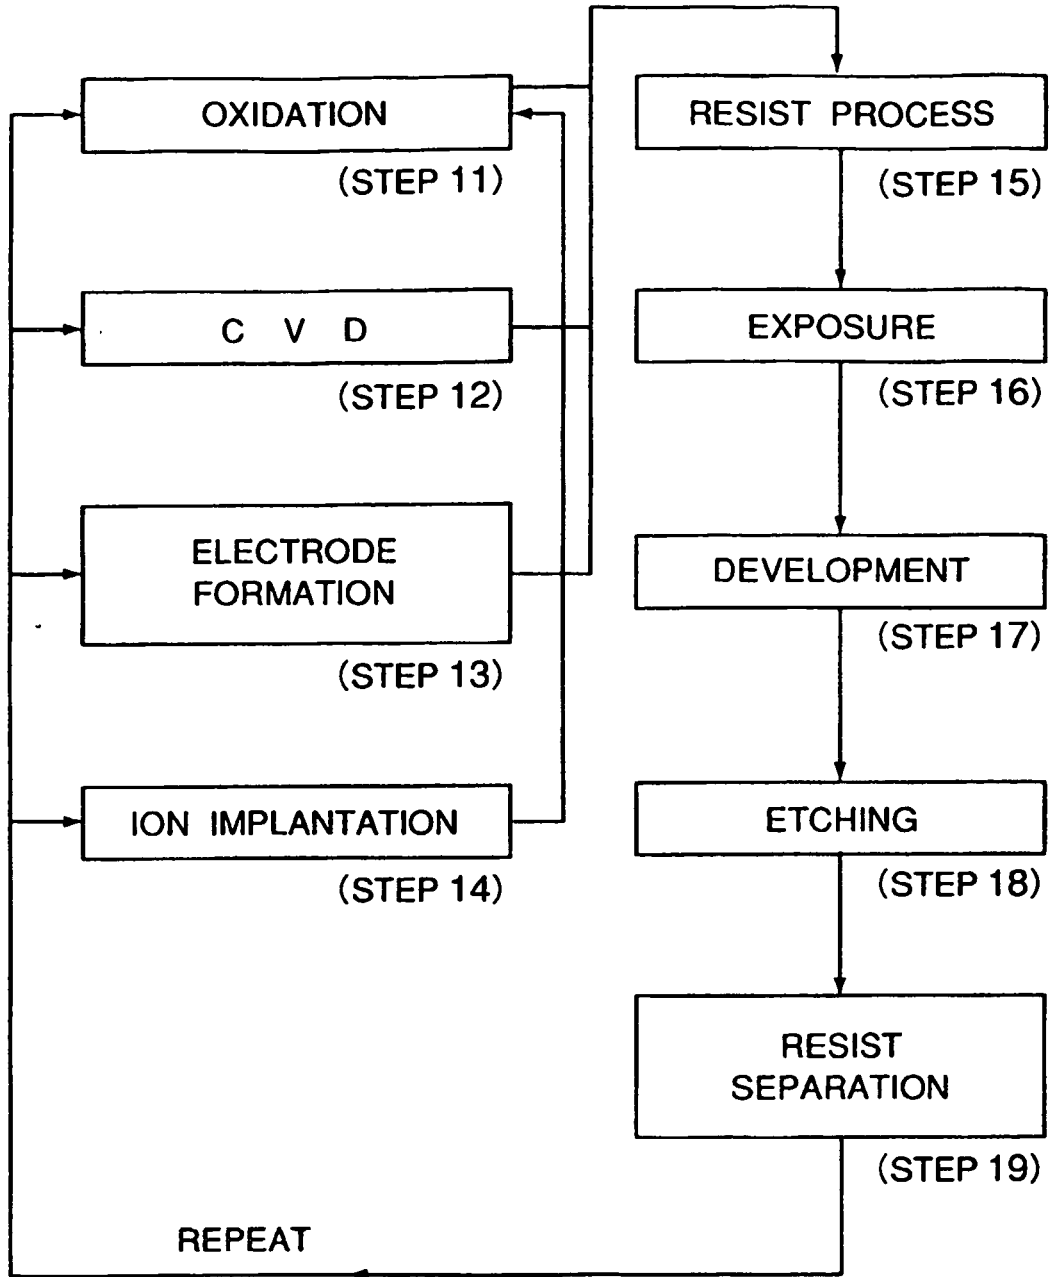 OXIDATION
(STEP 11)
C V D
(STEP 12)
ELECTRODE
FORMATION
(STEP 13)
ION IMPLANTATION
(STEP 14)
RESIST PROCESS
(STEP 15)
EXPOSURE
(STEP 16)
DEVELOPMENT
(STEP 17)
ETCHING
(STEP 18)
RESIST
SEPARATION
(STEP 19)
REPEAT